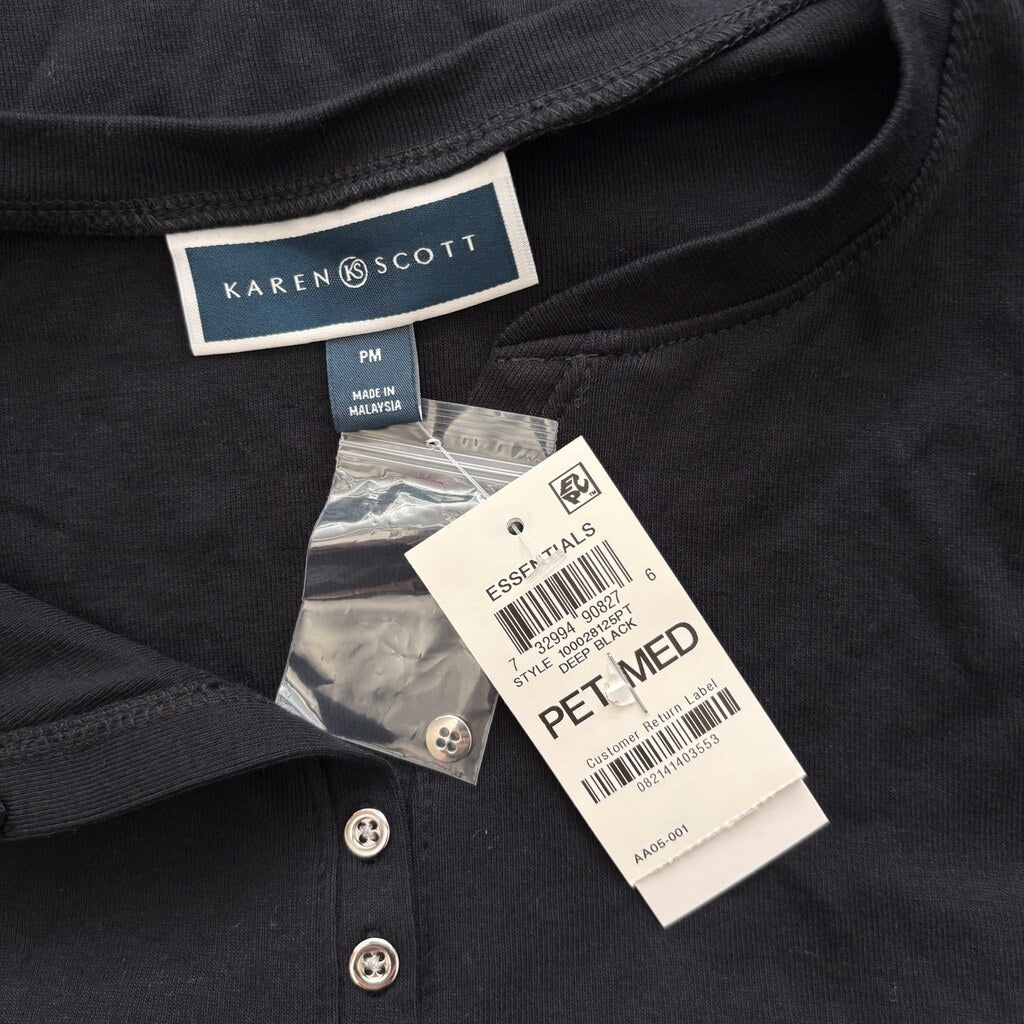 KAREN KS SCOTT
PM
MADE IN
MALAYSIA
ESSENTIALS
7 32994 90827 6
STYLE 100028125PT
DEEP BLACK
PET MED
Customer Return Label
082141403553
AA05-001